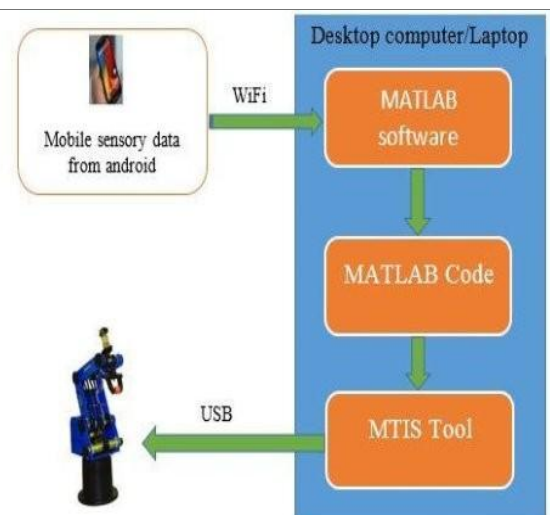 Desktop computer/Laptop
WiFi
Mobile sensory data
from android
MATLAB
software
MATLAB Code
MTIS Tool
USB